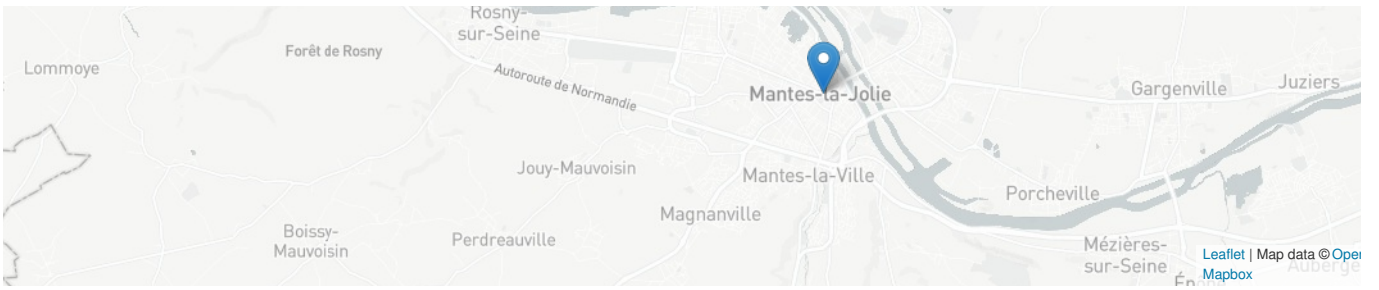 Rosny-
sur-Seine
Forêt de Rosny
Lommoye
Autoroute de Normandie
Mantes-la-Jolie
Gargenville
Juziers
Jouy-Mauvoisin
Mantes-la-Ville
Porcheville
Magnanville
Boissy-
Mauvoisin
Perdreauville
Mézières-
sur-Seine
Leaflet | Map data © Oper
Mapbox